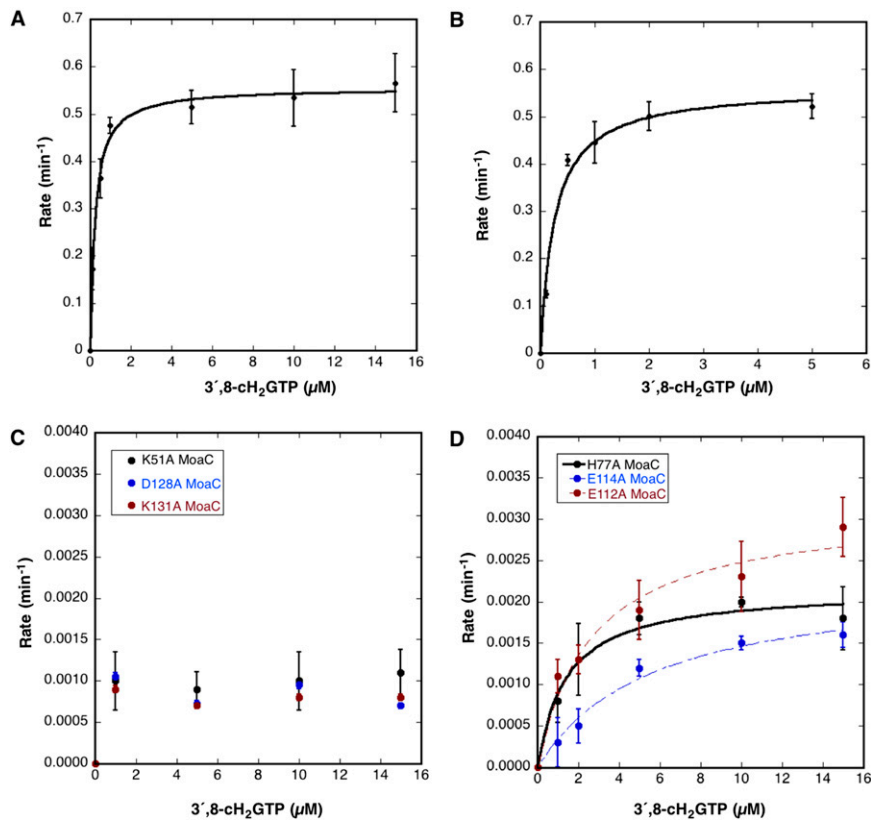 A
0.7
0.6
0.5
0.4
0.3
0.2
0.1
0
Rate (min⁻¹)
0 2 4 6 8 10 12 14 16
3´,8-cH₂GTP (µM)
B
0.7
0.6
0.5
0.4
0.3
0.2
0.1
0
Rate (min⁻¹)
0 1 2 3 4 5 6
3´,8-cH₂GTP (µM)
C
0.0040
0.0035
0.0030
0.0025
0.0020
0.0015
0.0010
0.0005
0.0000
Rate (min⁻¹)
K51A MoaC
D128A MoaC
K131A MoaC
0 2 4 6 8 10 12 14 16
3´,8-cH₂GTP (µM)
D
0.0040
0.0035
0.0030
0.0025
0.0020
0.0015
0.0010
0.0005
0.0000
Rate (min⁻¹)
H77A MoaC
E114A MoaC
E112A MoaC
0 2 4 6 8 10 12 14 16
3´,8-cH₂GTP (µM)